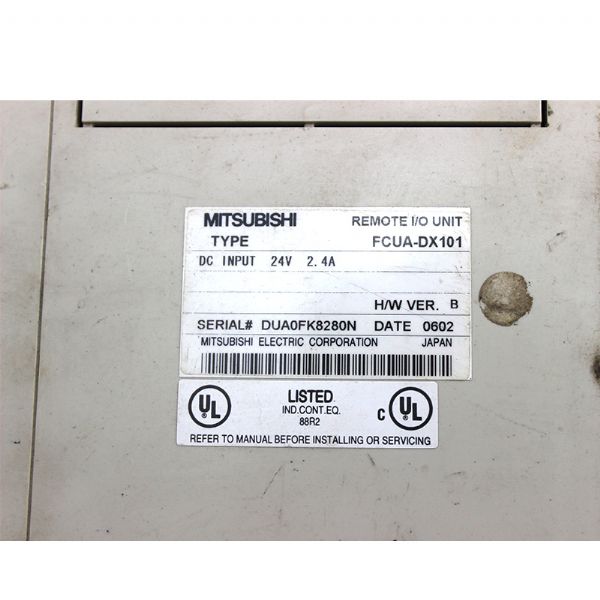 MITSUBISHI REMOTE I/O UNIT
TYPE FCUA-DX101
DC INPUT 24V 2.4A
H/W VER. B
SERIAL# DUA0FK8280N DATE 0602
MITSUBISHI ELECTRIC CORPORATION JAPAN
UL LISTED C UL
IND.CONT.EQ.
88R2
REFER TO MANUAL BEFORE INSTALLING OR SERVICING